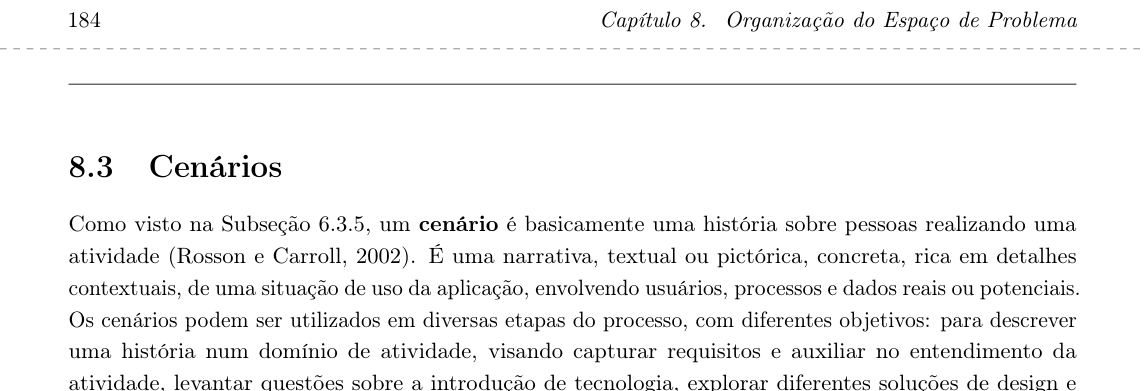 184 Capítulo 8. Organização do Espaço de Problema
8.3 Cenários
Como visto na Subseção 6.3.5, um cenário é basicamente uma história sobre pessoas realizando uma
atividade (Rosson e Carroll, 2002). É uma narrativa, textual ou pictórica, concreta, rica em detalhes
contextuais, de uma situação de uso da aplicação, envolvendo usuários, processos e dados reais ou potenciais.
Os cenários podem ser utilizados em diversas etapas do processo, com diferentes objetivos: para descrever
uma história num domínio de atividade, visando capturar requisitos e auxiliar no entendimento da
atividade, levantar questões sobre a introdução de tecnologia, explorar diferentes soluções de design e